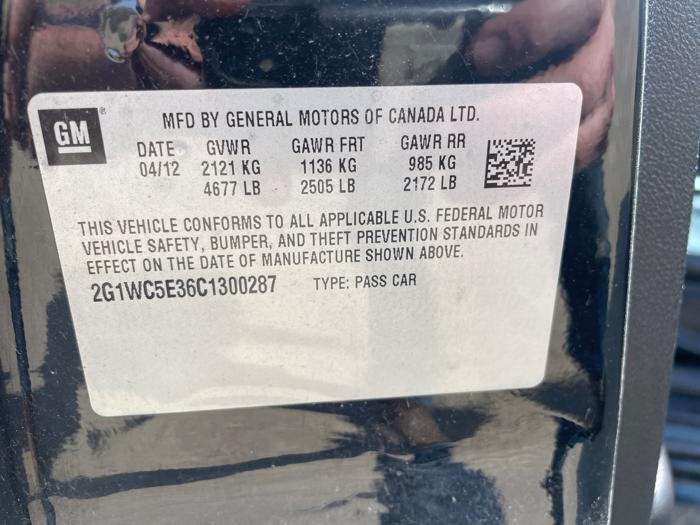 GM®
MFD BY GENERAL MOTORS OF CANADA LTD.
DATE GVWR GAWR FRT GAWR RR
04/12 2121 KG 1136 KG 985 KG
4677 LB 2505 LB 2172 LB
THIS VEHICLE CONFORMS TO ALL APPLICABLE U.S. FEDERAL MOTOR
VEHICLE SAFETY, BUMPER, AND THEFT PREVENTION STANDARDS IN
EFFECT ON THE DATE OF MANUFACTURE SHOWN ABOVE.
2G1WC5E36C1300287 TYPE: PASS CAR